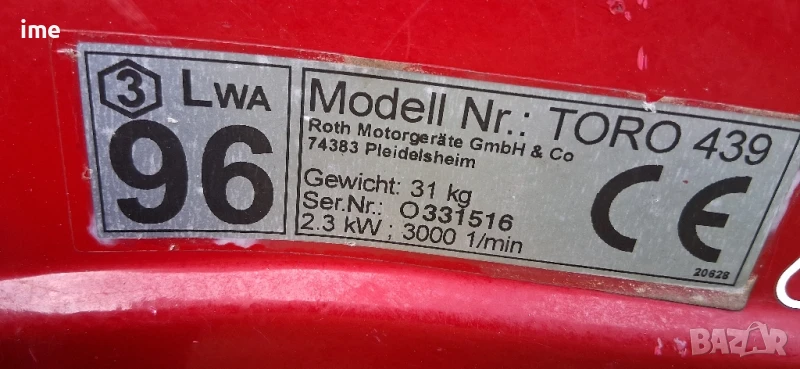 ime
3 LWA
96
Modell Nr.: TORO 439
Roth Motorgeräte GmbH & Co
74383 Pleidelsheim
Gewicht: 31 kg
Ser.Nr.: O331516
2.3 kW ; 3000 1/min
CE
20628
BAZAR